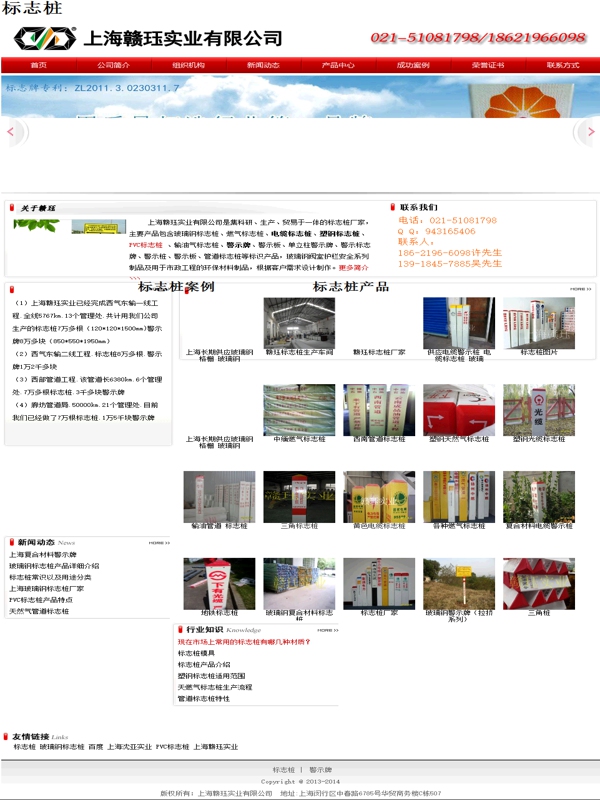 标志桩
上海赣珏实业有限公司
021-51081798/18621966098
首页 公司简介 组织机构 新闻动态 产品中心 成功案例 荣誉证书 联系方式
标志牌专利：ZL2011.3.0230311.7
关于赣珏
上海赣珏实业有限公司是集科研、生产、贸易于一体的标志桩厂家，
主要产品包含玻璃钢标志桩、燃气标志桩、电缆标志桩、塑钢标志桩、
PVC标志桩 、输油气标志桩、警示牌、警示板、单立柱警示牌、警示标志
牌、警示桩、警示板、管道标志桩等标识产品；玻璃钢阀室护栏安全系列
制品及用于市政工程的环保材料制品；根据客户需求设计制作。更多简介
>>>
联系我们
电话：021-51081798
Q Q：943165406
联系人：
186-2196-6098许先生
139-1845-7885吴先生
标志桩案例
（1）上海赣珏实业已经完成西气东输一线工
程.全线5767km.13个管理处.共计用我们公司
生产的标志桩7万多根（120*120*1500mm)警示
牌8万多块（850*550*1950mm）
（2）西气东输二线工程.标志桩8万多根.警示
牌1万2千多块
（3）西部管道工程.该管道长6380km.6个管理
处.7万多根标志桩.3千多块警示牌
（4）廊坊管道局.50000km.21个管理处.目前
我们已经做了7万根标志桩.1万5千块警示牌
标志桩产品
HOME >>
上海长期供应玻璃钢格栅 玻璃钢
赣珏标志桩生产车间
赣珏标志桩厂家
供应电缆警示桩 电缆标志桩 玻璃
标志桩图片
上海长期供应玻璃钢格栅 玻璃钢
中缅燃气标志桩
西南管道标志桩
塑钢天然气标志桩
塑钢光缆标志桩
光缆
输油管道 标志桩
三角标志桩
黄色电缆标志桩
各种燃气标志桩
复合材料电缆警示桩
下有光缆
地铁标志桩
玻璃钢复合材料标志桩
标志桩厂家
玻璃钢警示牌（拉挤系列）
三角桩
新闻动态 News HOME >>
上海复合材料警示牌
玻璃钢标志桩产品详细介绍
标志桩常识以及用途分类
上海玻璃钢标志桩厂家
PVC标志桩产品特点
天然气管道标志桩
行业知识 Knowledge HOME >>
现在市场上常用的标志桩有哪几种材质?
标志桩模具
标志桩产品介绍
塑钢标志桩适用范围
天燃气标志桩生产流程
管道标志桩特性
友情链接 Links
标志桩 玻璃钢标志桩 百度 上海沈亚实业 PVC标志桩 上海赣珏实业
标志桩 | 警示牌
Copyright @ 2013-2014
版权所有：上海赣珏实业有限公司 地址:上海闵行区中春路6705号华贸商务楼C栋507